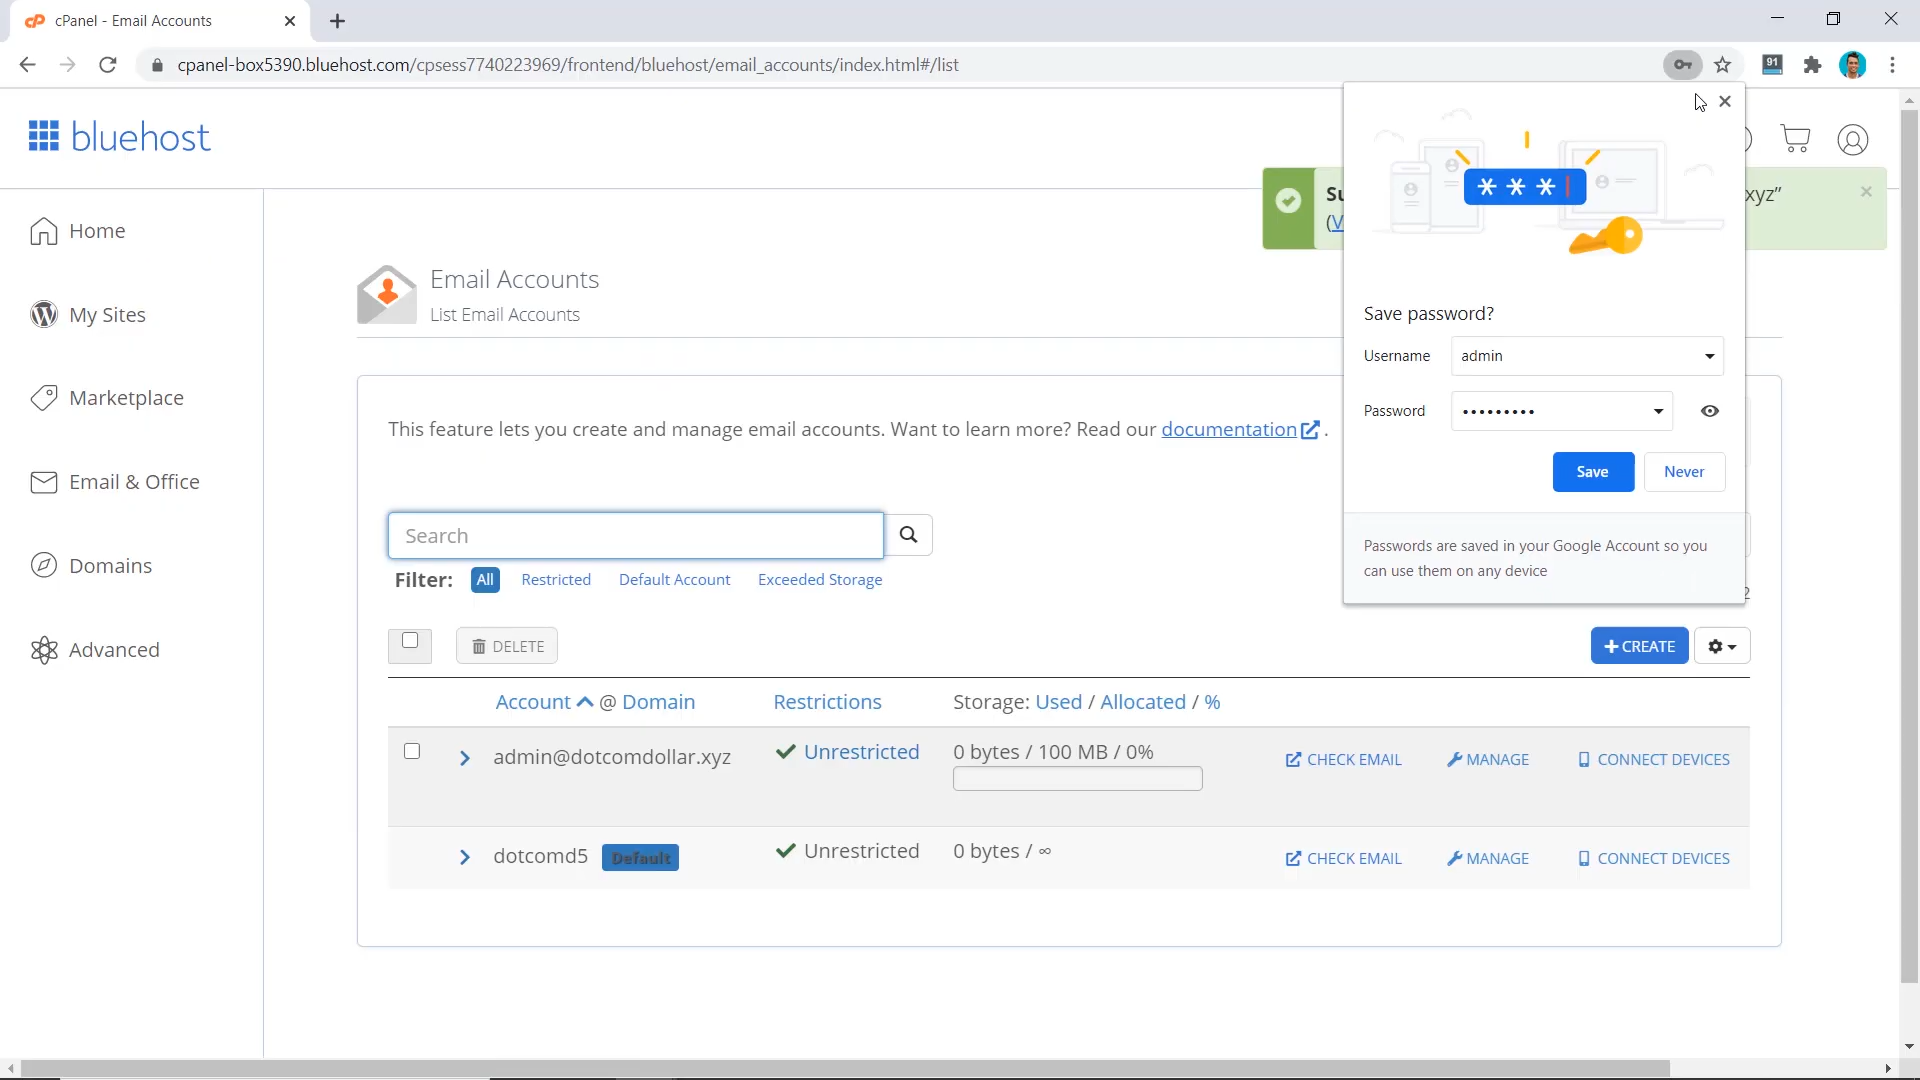 cPanel - Email Accounts
cpanel-box5390.bluehost.com/cpsess7740223969/frontend/bluehost/email_accounts/index.html#/list
91
bluehost
Home
My Sites
Marketplace
Email & Office
Domains
Advanced
Su
xyz”
(V
Email Accounts
List Email Accounts
This feature lets you create and manage email accounts. Want to learn more? Read our documentation .
Search
Filter: All Restricted Default Account Exceeded Storage
2
DELETE
CREATE
Account @ Domain Restrictions Storage: Used / Allocated / %
admin@dotcomdollar.xyz Unrestricted 0 bytes / 100 MB / 0% CHECK EMAIL MANAGE CONNECT DEVICES
dotcomd5 Default Unrestricted 0 bytes / ∞ CHECK EMAIL MANAGE CONNECT DEVICES
* * *
Save password?
Username admin
Password •••••••••
Save Never
Passwords are saved in your Google Account so you
can use them on any device